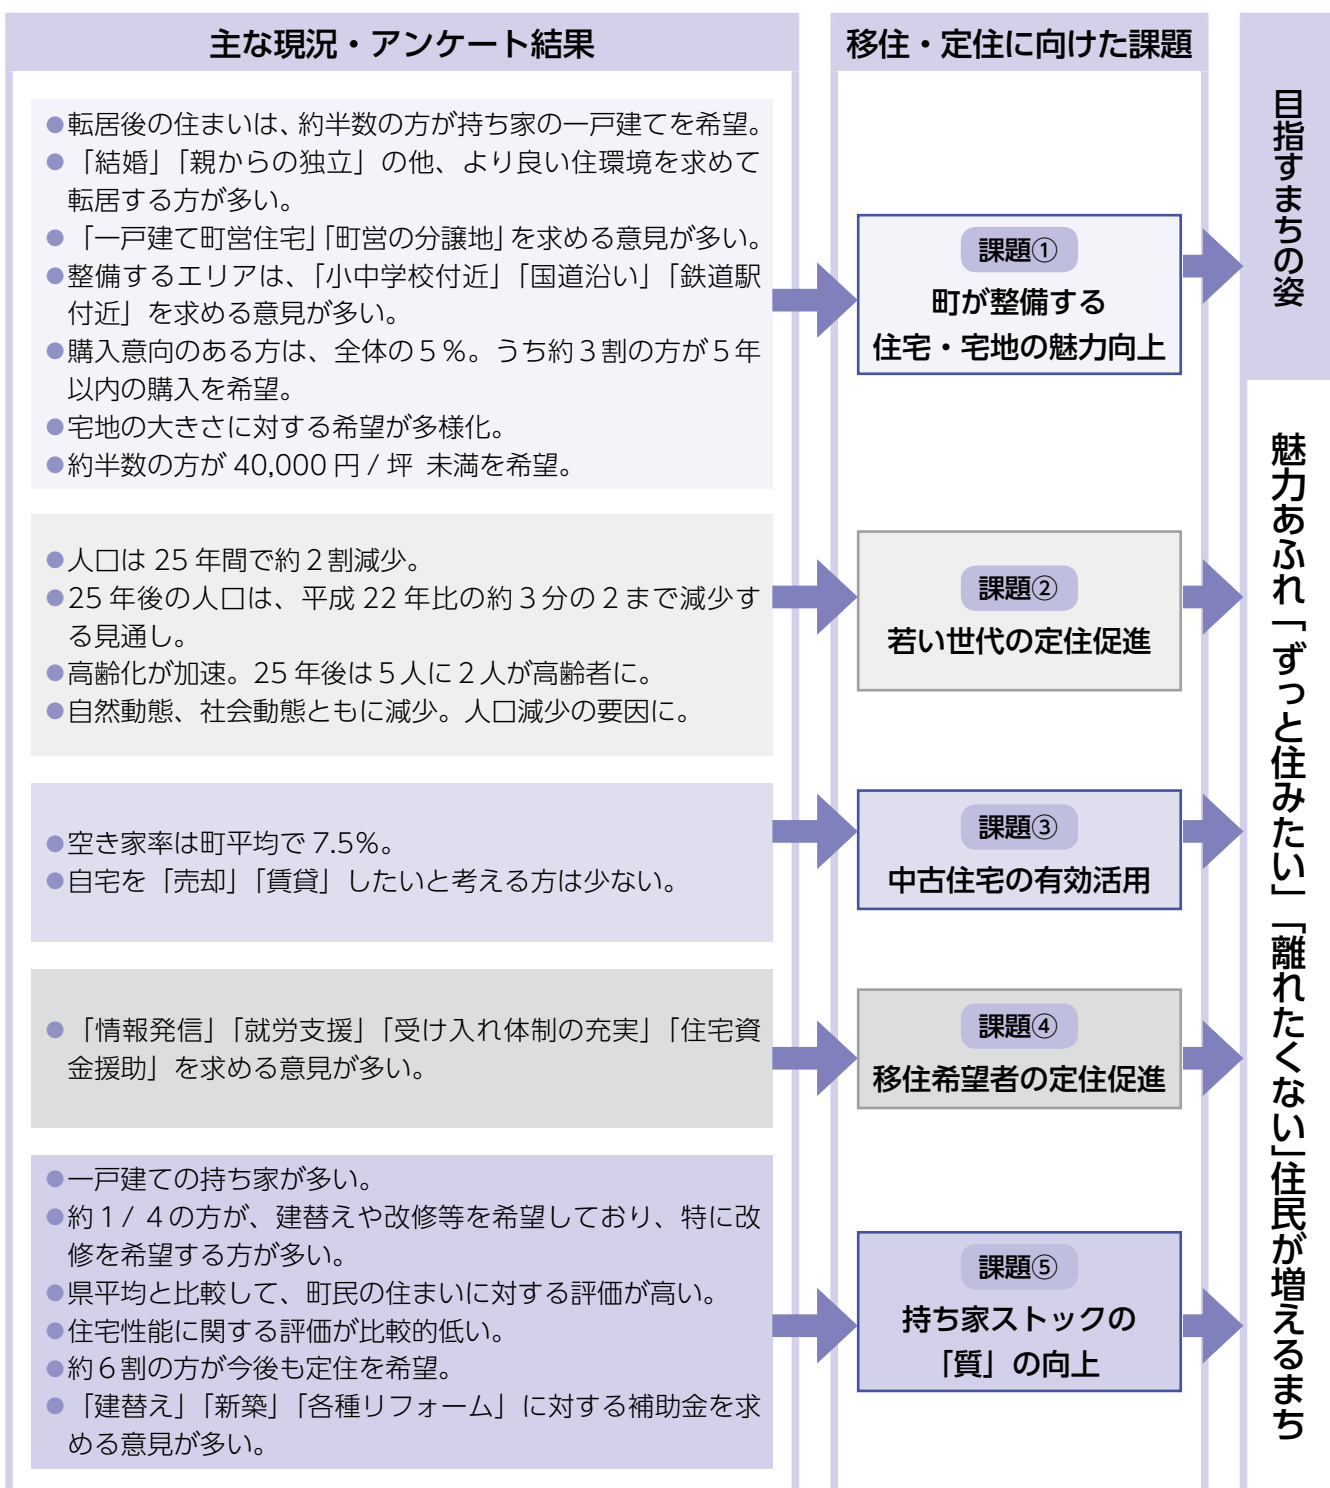 主な現況・アンケート結果
●転居後の住まいは、約半数の方が持ち家の一戸建てを希望。
●「結婚」「親からの独立」の他、より良い住環境を求めて
転居する方が多い。
●「一戸建て町営住宅」「町営の分譲地」を求める意見が多い。
●整備するエリアは、「小中学校付近」「国道沿い」「鉄道駅
付近」を求める意見が多い。
●購入意向のある方は、全体の5%。うち約3割の方が5年
以内の購入を希望。
●宅地の大きさに対する希望が多様化。
●約半数の方が 40,000 円 / 坪 未満を希望。
●人口は 25 年間で約2割減少。
●25 年後の人口は、平成 22 年比の約3分の2まで減少す
る見通し。
●高齢化が加速。25 年後は5人に2人が高齢者に。
●自然動態、社会動態ともに減少。人口減少の要因に。
●空き家率は町平均で 7.5%。
●自宅を「売却」「賃貸」したいと考える方は少ない。
●「情報発信」「就労支援」「受け入れ体制の充実」「住宅資
金援助」を求める意見が多い。
●一戸建ての持ち家が多い。
●約1/ 4の方が、建替えや改修等を希望しており、特に改
修を希望する方が多い。
●県平均と比較して、町民の住まいに対する評価が高い。
●住宅性能に関する評価が比較的低い。
●約6割の方が今後も定住を希望。
●「建替え」「新築」「各種リフォーム」に対する補助金を求
める意見が多い。
移住・定住に向けた課題
課題①
町が整備する
住宅・宅地の魅力向上
課題②
若い世代の定住促進
課題③
中古住宅の有効活用
課題④
移住希望者の定住促進
課題⑤
持ち家ストックの
「質」の向上
目指すまちの姿
魅力あふれ「ずっと住みたい」「離れたくない」住民が増えるまち